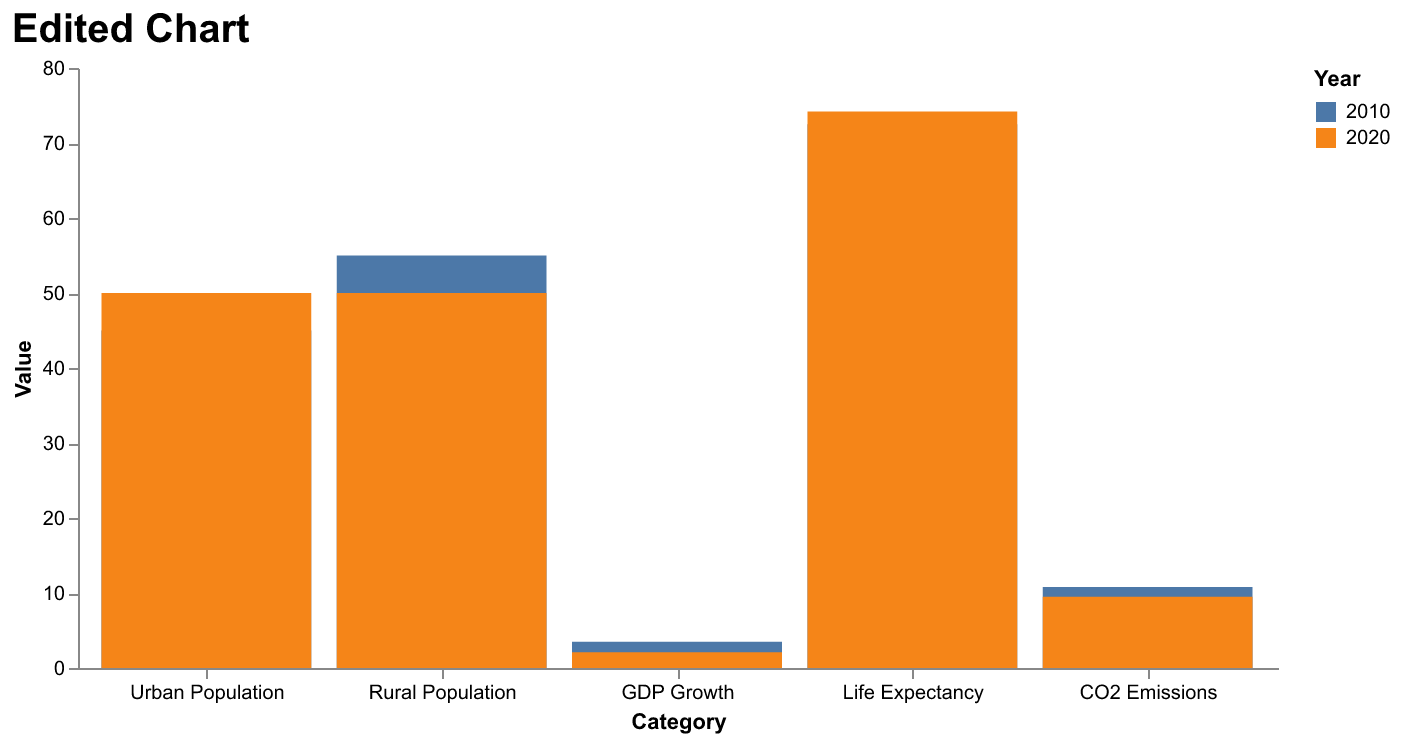 Edited Chart
Year
2010
2020
Value
80
70
60
50
40
30
20
10
0
Urban Population
Rural Population
GDP Growth
Life Expectancy
CO2 Emissions
Category